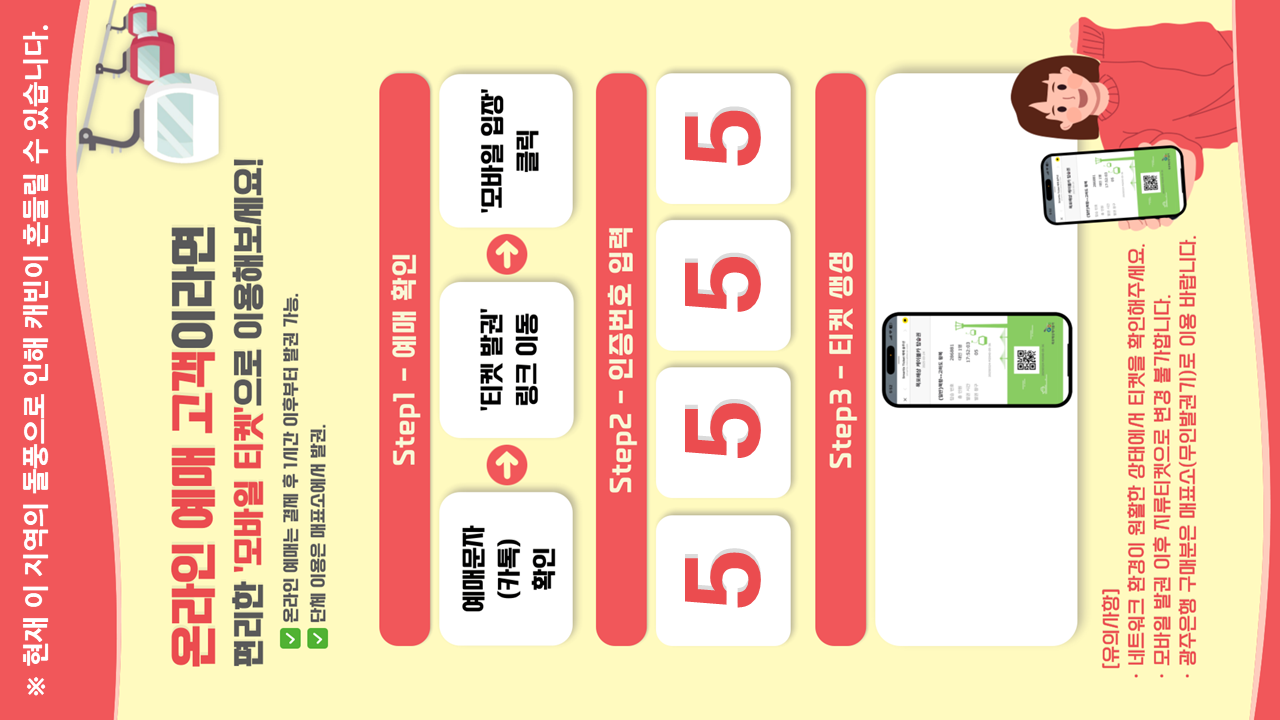 ※ 현재 이 지역의 돌풍으로 인해 캐빈이 흔들릴 수 있습니다.
온라인 예매 고객이라면
편리한 '모바일 티켓'으로 이용해보세요!
온라인 예매는 결제 후 1시간 이후부터 발권 가능.
단체 이용은 매표소에서 발권.
Step1 - 예매 확인
예매문자
(카톡)
확인
'티켓 발권'
링크 이동
'모바일 입장'
클릭
Step2 - 인증번호 입력
5 5 5 5
Step3 - 티켓 생성
[유의사항]
· 네트워크 환경이 원활한 상태에서 티켓을 확인해주세요.
· 모바일 발권 이후 지류티켓으로 변경 불가합니다.
· 광주은행 구매분은 매표소(무인발권기)로 이용 바랍니다.